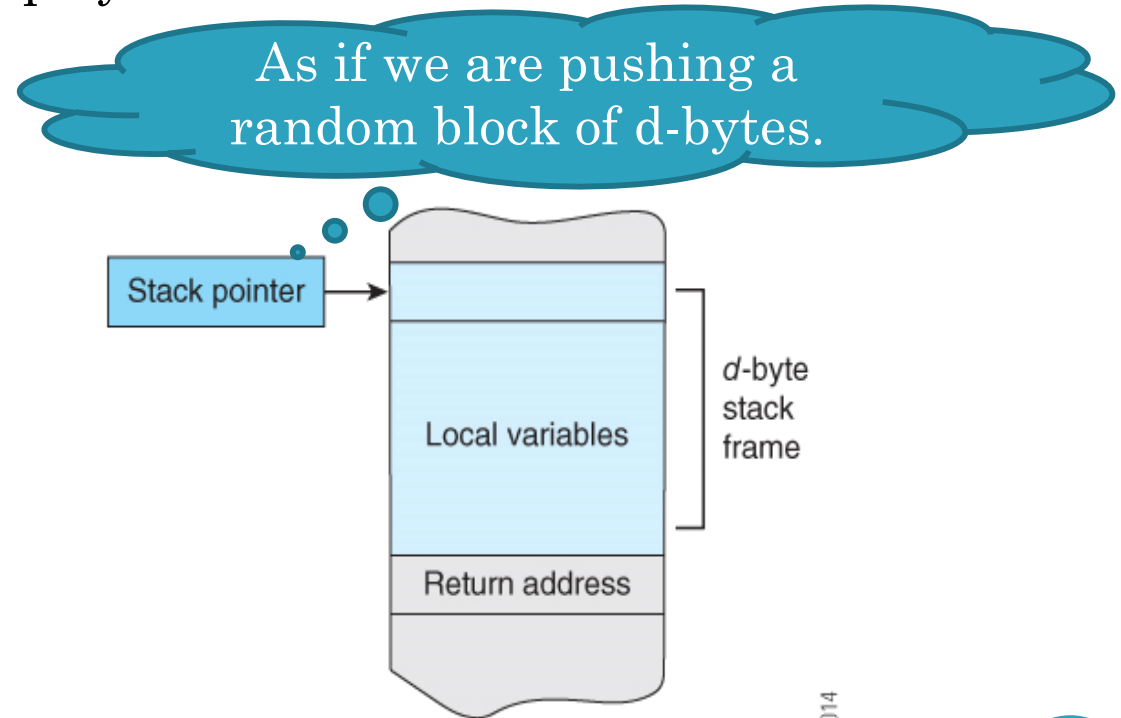 As if we are pushing a
random block of d-bytes.
Stack pointer
d-byte
stack
frame
Local variables
Return address